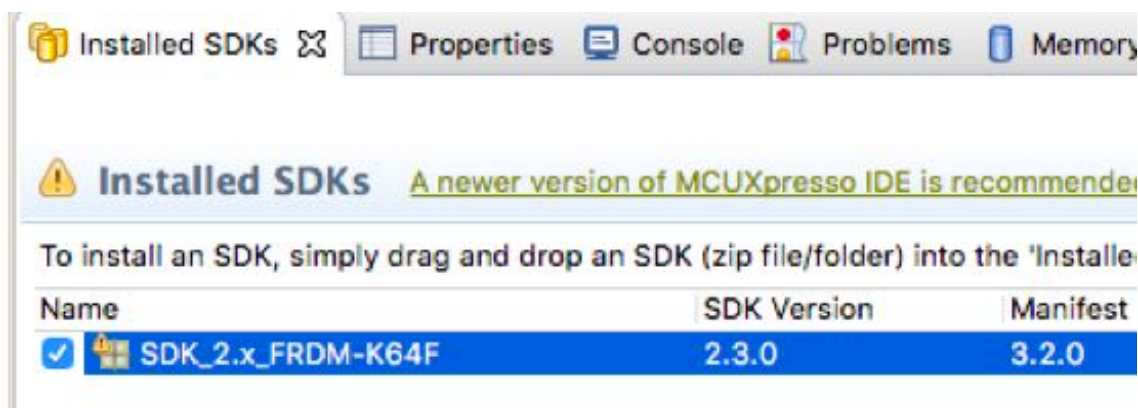 Installed SDKs Properties Console Problems Memory
Installed SDKs A newer version of MCUXpresso IDE is recommended
To install an SDK, simply drag and drop an SDK (zip file/folder) into the 'Installe
Name SDK Version Manifest
SDK_2.x_FRDM-K64F 2.3.0 3.2.0